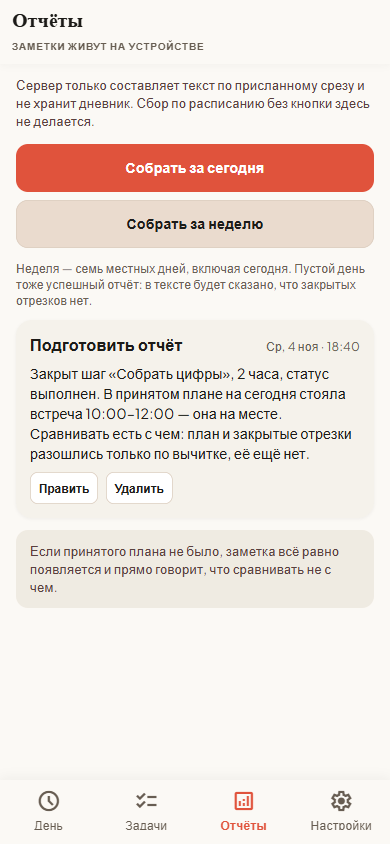 Отчёты
ЗАМЕТКИ ЖИВУТ НА УСТРОЙСТВЕ
Сервер только составляет текст по присланному срезу и
не хранит дневник. Сбор по расписанию без кнопки здесь
не делается.
Собрать за сегодня
Собрать за неделю
Неделя — семь местных дней, включая сегодня. Пустой день
тоже успешный отчёт: в тексте будет сказано, что закрытых
отрезков нет.
Подготовить отчёт
Ср, 4 ноя · 18:40
Закрыт шаг «Собрать цифры», 2 часа, статус
выполнен. В принятом плане на сегодня стояла
встреча 10:00–12:00 — она на месте.
Сравнивать есть с чем: план и закрытые отрезки
разошлись только по вычитке, её ещё нет.
Править
Удалить
Если принятого плана не было, заметка всё равно
появляется и прямо говорит, что сравнивать не с
чем.
День
Задачи
Отчёты
Настройки